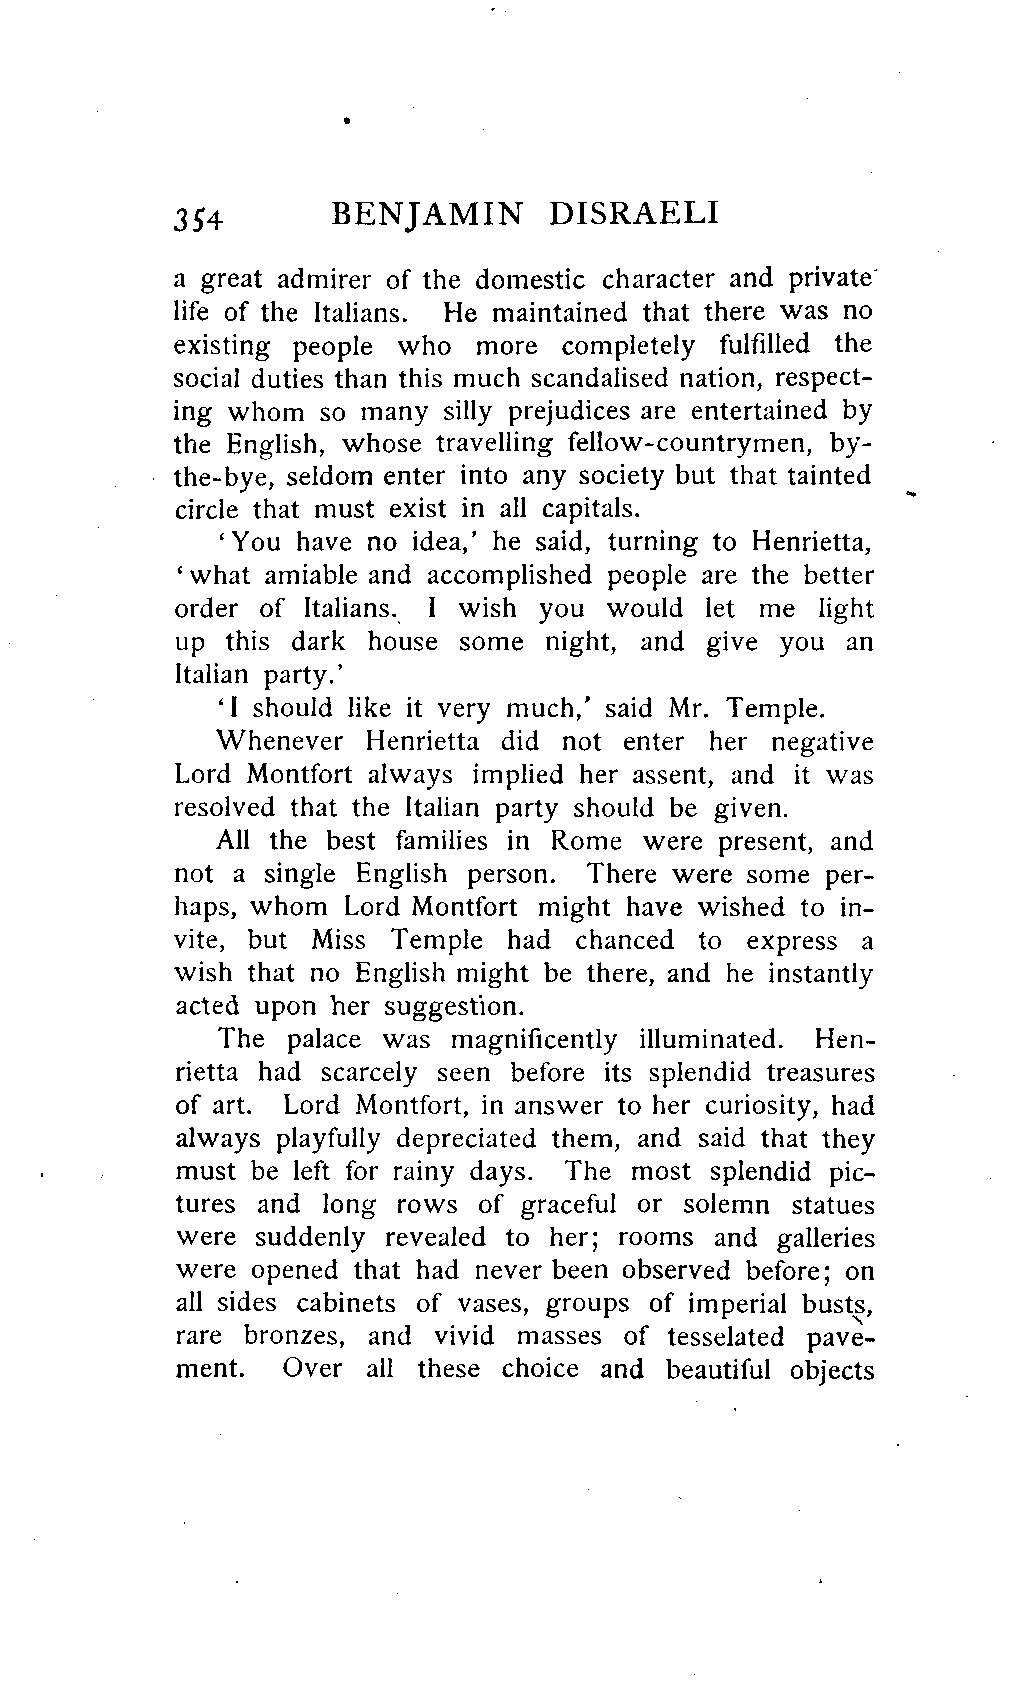 354 BENJAMIN DISRAELI
a great admirer of the domestic character and private
life of the Italians. He maintained that there was no
existing people who more completely fulfilled the
social duties than this much scandalised nation, respect-
ing whom so many silly prejudices are entertained by
the English, whose travelling fellow-countrymen, by-
the-bye, seldom enter into any society but that tainted
circle that must exist in all capitals.
‘You have no idea,’ he said, turning to Henrietta,
‘what amiable and accomplished people are the better
order of Italians. I wish you would let me light
up this dark house some night, and give you an
Italian party.’
‘I should like it very much,’ said Mr. Temple.
Whenever Henrietta did not enter her negative
Lord Montfort always implied her assent, and it was
resolved that the Italian party should be given.
All the best families in Rome were present, and
not a single English person. There were some per-
haps, whom Lord Montfort might have wished to in-
vite, but Miss Temple had chanced to express a
wish that no English might be there, and he instantly
acted upon her suggestion.
The palace was magnificently illuminated. Hen-
rietta had scarcely seen before its splendid treasures
of art. Lord Montfort, in answer to her curiosity, had
always playfully depreciated them, and said that they
must be left for rainy days. The most splendid pic-
tures and long rows of graceful or solemn statues
were suddenly revealed to her; rooms and galleries
were opened that had never been observed before; on
all sides cabinets of vases, groups of imperial busts,
rare bronzes, and vivid masses of tesselated pave-
ment. Over all these choice and beautiful objects